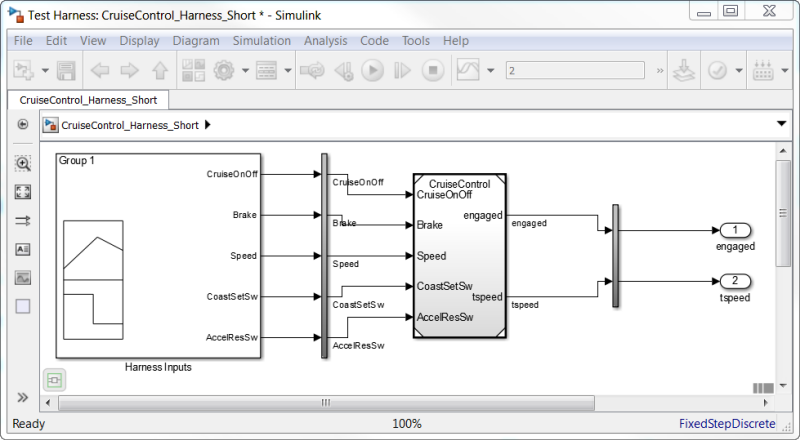 Test Harness: CruiseControl_Harness_Short * - Simulink
File Edit View Display Diagram Simulation Analysis Code Tools Help
2 »
CruiseControl_Harness_Short
CruiseControl_Harness_Short
Group 1
CruiseOnOff
Brake
Speed
CoastSetSw
AccelResSw
Harness Inputs
CruiseOnOff
Brake
Speed
CoastSetSw
AccelResSw
CruiseControl
CruiseOnOff
Brake
Speed
CoastSetSw
AccelResSw
engaged
tspeed
engaged
tspeed
1
engaged
2
tspeed
A
»
Ready 100% FixedStepDiscrete